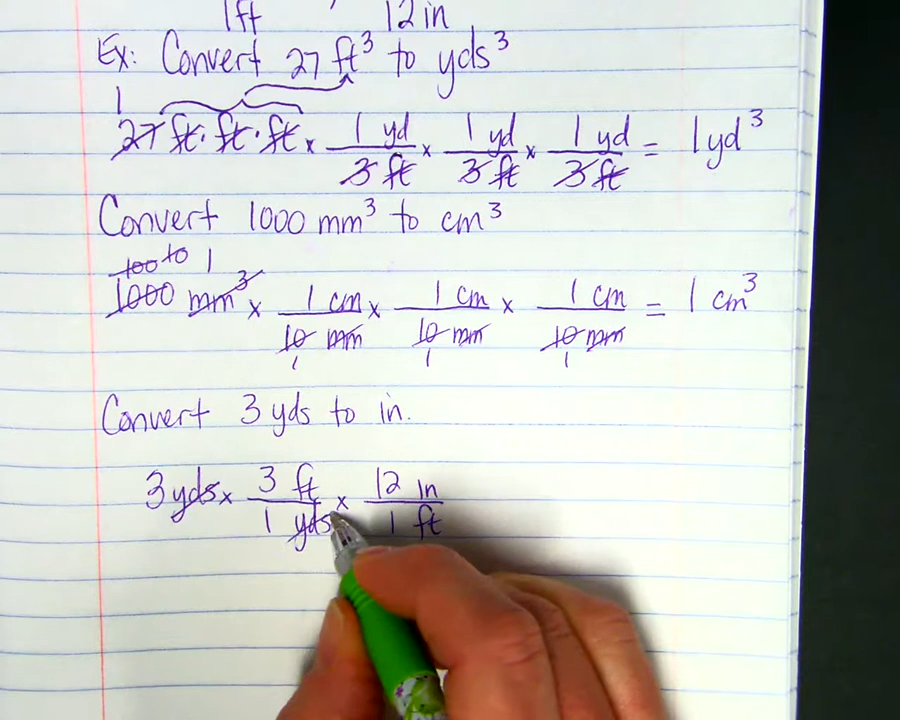 1ft , 12 in
Ex: Convert 27 ft³ to yds³
1
27 ft · ft · ft × 1 yd / 3 ft × 1 yd / 3 ft × 1 yd / 3 ft = 1 yd³
Convert 1000 mm³ to cm³
100 10 1
1000 mm³ × 1 cm / 10 mm × 1 cm / 10 mm × 1 cm / 10 mm = 1 cm³
1 1 1
Convert 3 yds to in.
3 yds × 3 ft / 1 yds × 12 in / 1 ft